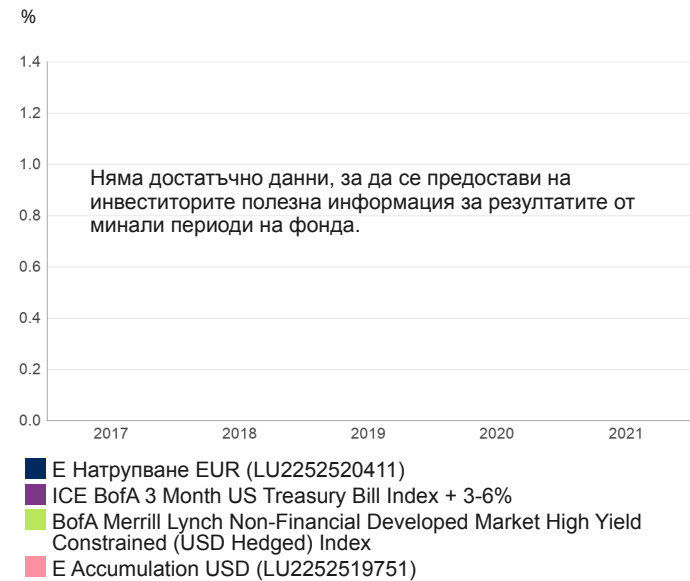 %
1.4
1.2
1.0
Няма достатъчно данни, за да се предостави на
инвеститорите полезна информация за резултатите от
минали периоди на фонда.
0.8
0.6
0.4
0.2
0.0
2017 2018 2019 2020 2021
Е Натрупване EUR (LU2252520411)
ICE BofA 3 Month US Treasury Bill Index + 3-6%
BofA Merrill Lynch Non-Financial Developed Market High Yield
Constrained (USD Hedged) Index
E Accumulation USD (LU2252519751)